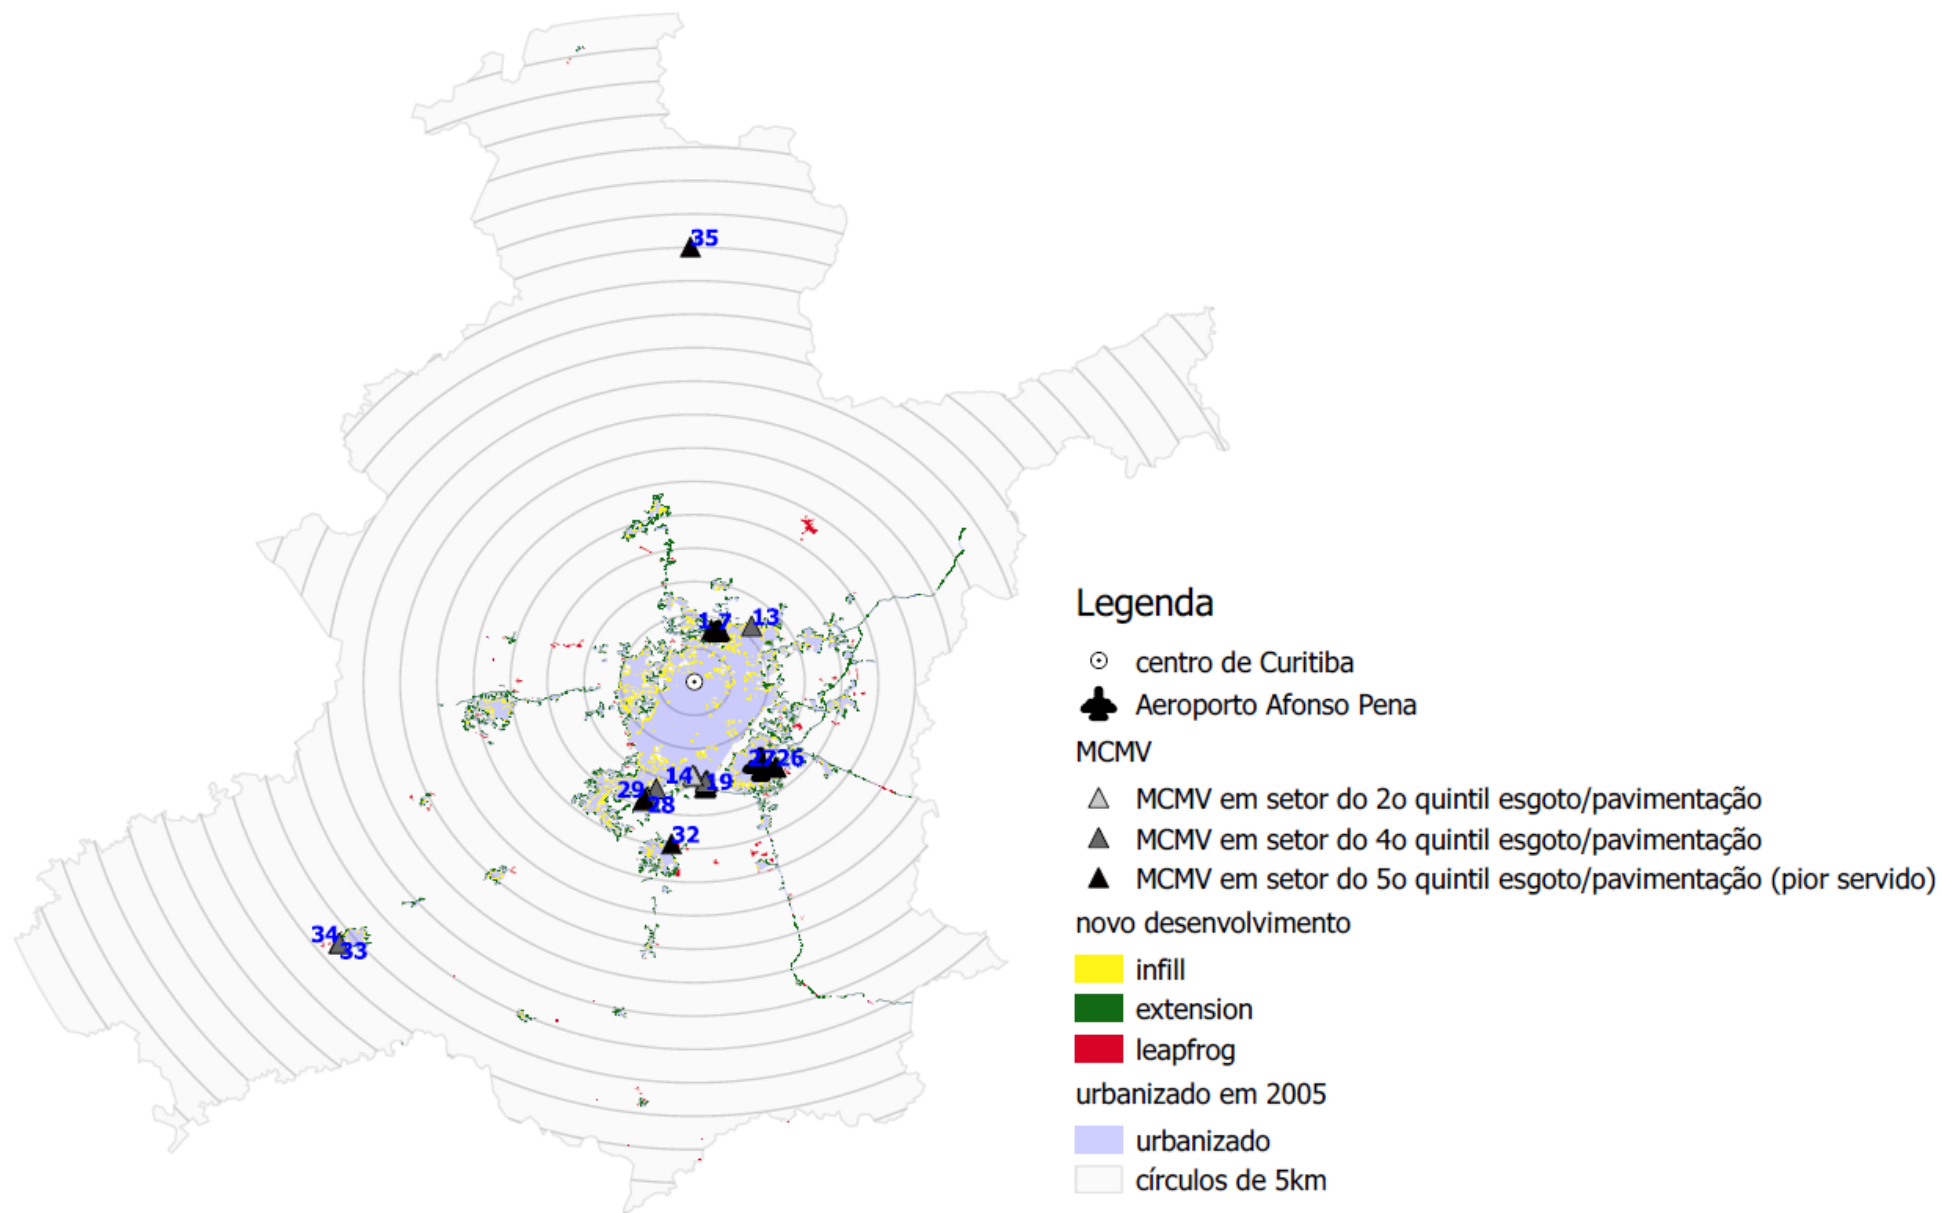 35
1 7
13
27 26
14
19
29
28
32
34
33
Legenda
centro de Curitiba
Aeroporto Afonso Pena
MCMV
MCMV em setor do 2o quintil esgoto/pavimentação
MCMV em setor do 4o quintil esgoto/pavimentação
MCMV em setor do 5o quintil esgoto/pavimentação (pior servido)
novo desenvolvimento
infill
extension
leapfrog
urbanizado em 2005
urbanizado
círculos de 5km